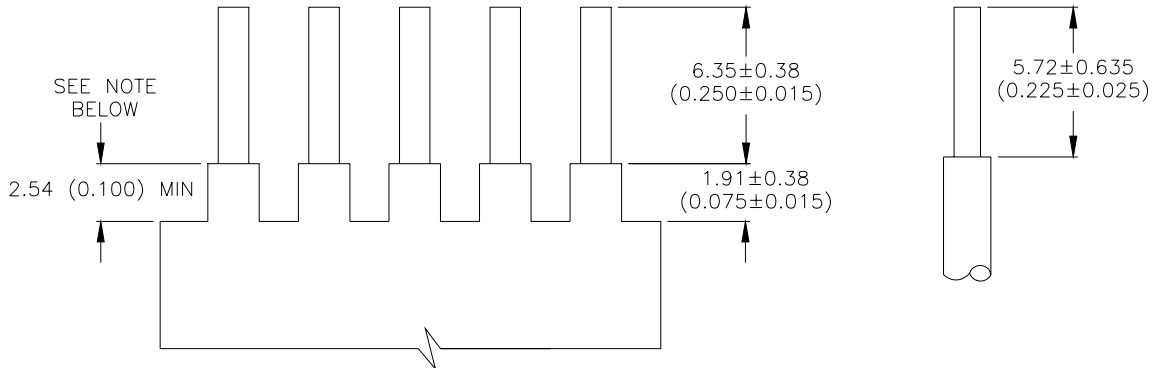 SEE NOTE
BELOW
2.54 (0.100) MIN
6.35±0.38
(0.250±0.015)
1.91±0.38
(0.075±0.015)
5.72±0.635
(0.225±0.025)